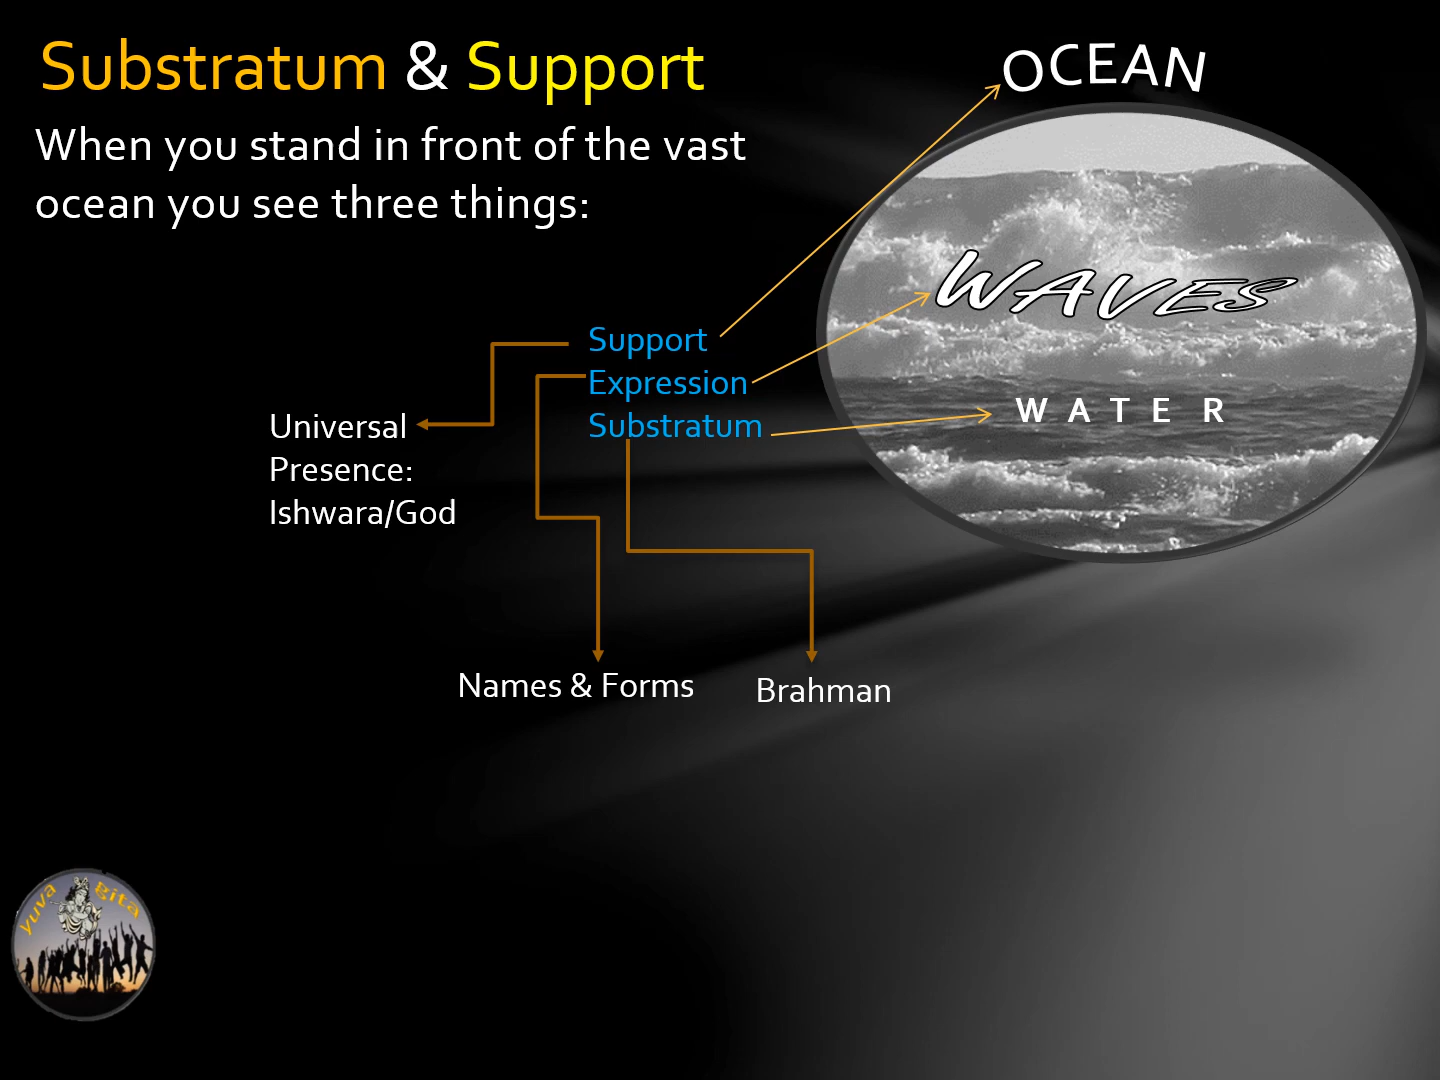 Substratum & Support
When you stand in front of the vast
ocean you see three things:
OCEAN
WAVES
WATER
Support
Expression
Substratum
Universal
Presence:
Ishwara/God
Names & Forms
Brahman
yuva gita